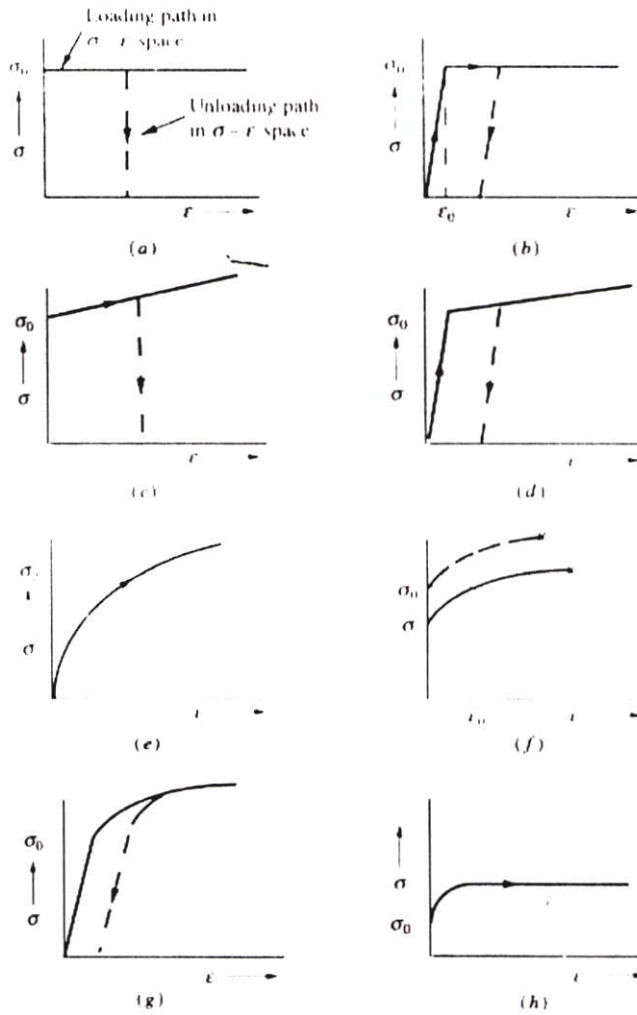 Loading path in
σ – ε space
σ₀
Unloading path
in σ – ε space
σ
ε
(a)
σ₀
σ
ε₀
ε
(b)
σ₀
σ
ε
(c)
σ₀
σ
(d)
σ
(e)
σ₀
σ
(f)
σ₀
σ
ε
(g)
σ
σ₀
ε
(h)